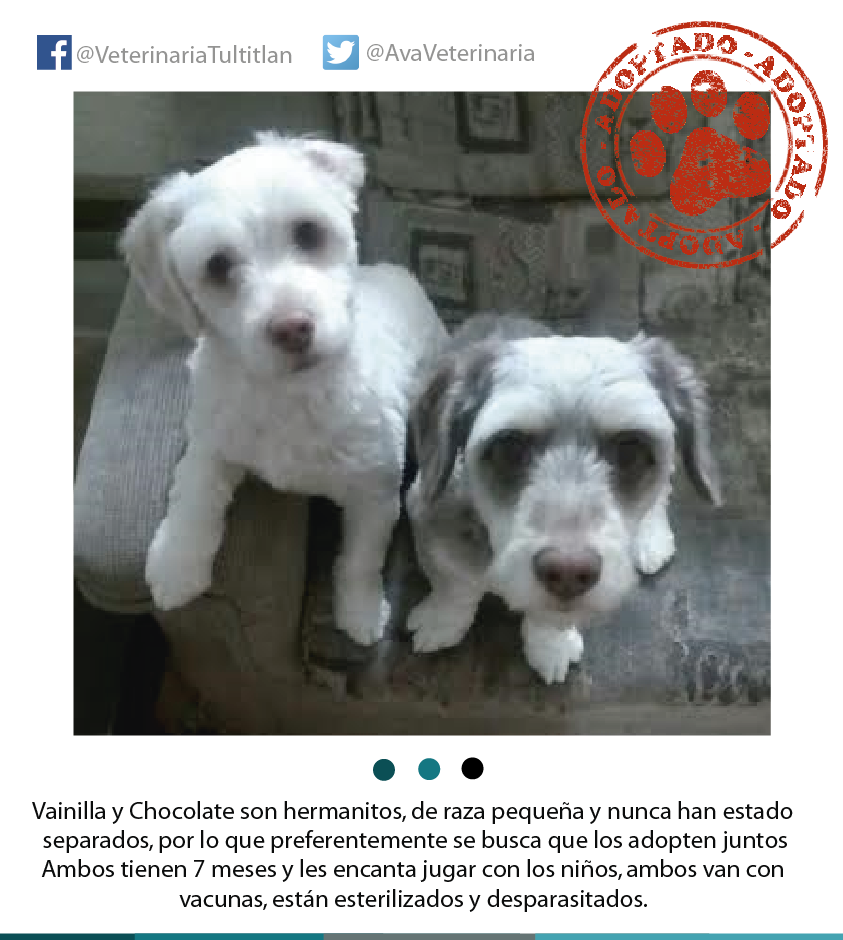 @VeterinariaTultitlan @AvaVeterinaria
ADOPTADO · ADOPTADO · ADOPTADO · ADOPTADO ·
Vainilla y Chocolate son hermanitos, de raza pequeña y nunca han estado
separados, por lo que preferentemente se busca que los adopten juntos
Ambos tienen 7 meses y les encanta jugar con los niños, ambos van con
vacunas, están esterilizados y desparasitados.